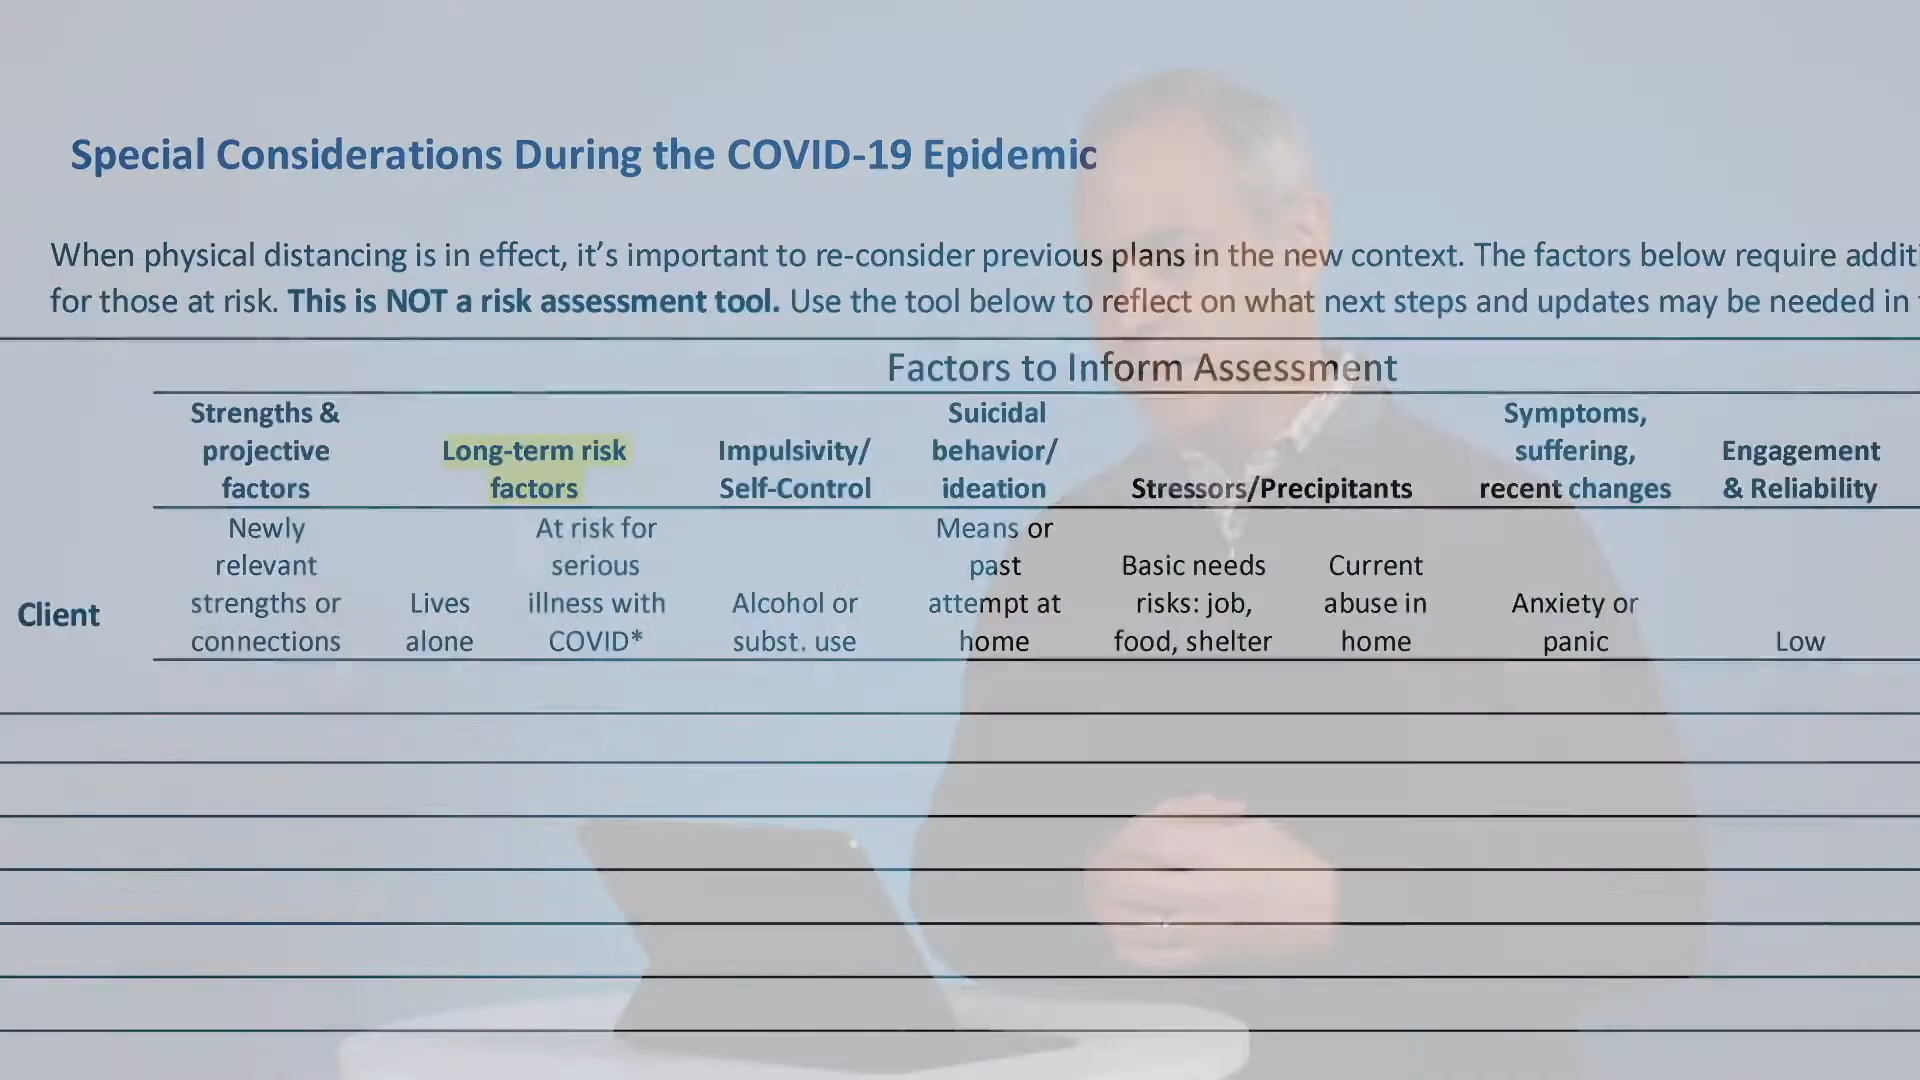 Special Considerations During the COVID-19 Epidemic
When physical distancing is in effect, it’s important to re-consider previous plans in the new context. The factors below require
for those at risk. This is NOT a risk assessment tool. Use the tool below to reflect on what next steps and updates may be needed in
Factors to Inform Assessment
Strengths &
projective
factors
Long-term risk
factors
Impulsivity/
Self-Control
Suicidal
behavior/
ideation
Stressors/Precipitants
Symptoms,
suffering,
recent changes
Engagement
& Reliability
Client
Newly
relevant
strengths or
connections
Lives
alone
At risk for
serious
illness with
COVID*
Alcohol or
subst. use
Means or
past
attempt at
home
Basic needs
risks: job,
food, shelter
Current
abuse in
home
Anxiety or
panic
Low